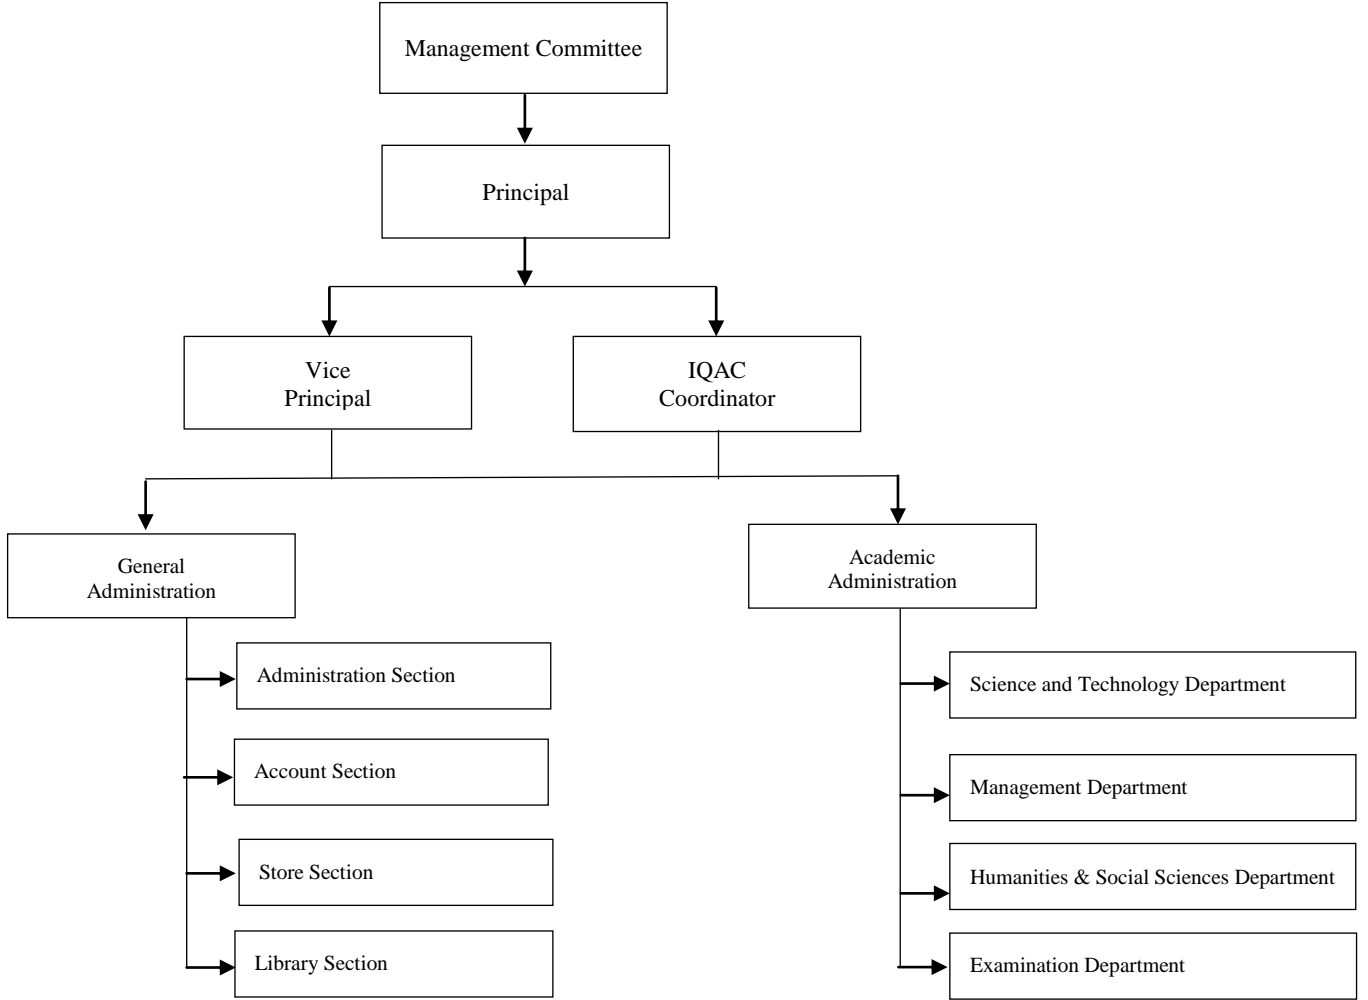 Management Committee
Principal
Vice
Principal
IQAC
Coordinator
General
Administration
Academic
Administration
Administration Section
Account Section
Store Section
Library Section
Science and Technology Department
Management Department
Humanities & Social Sciences Department
Examination Department